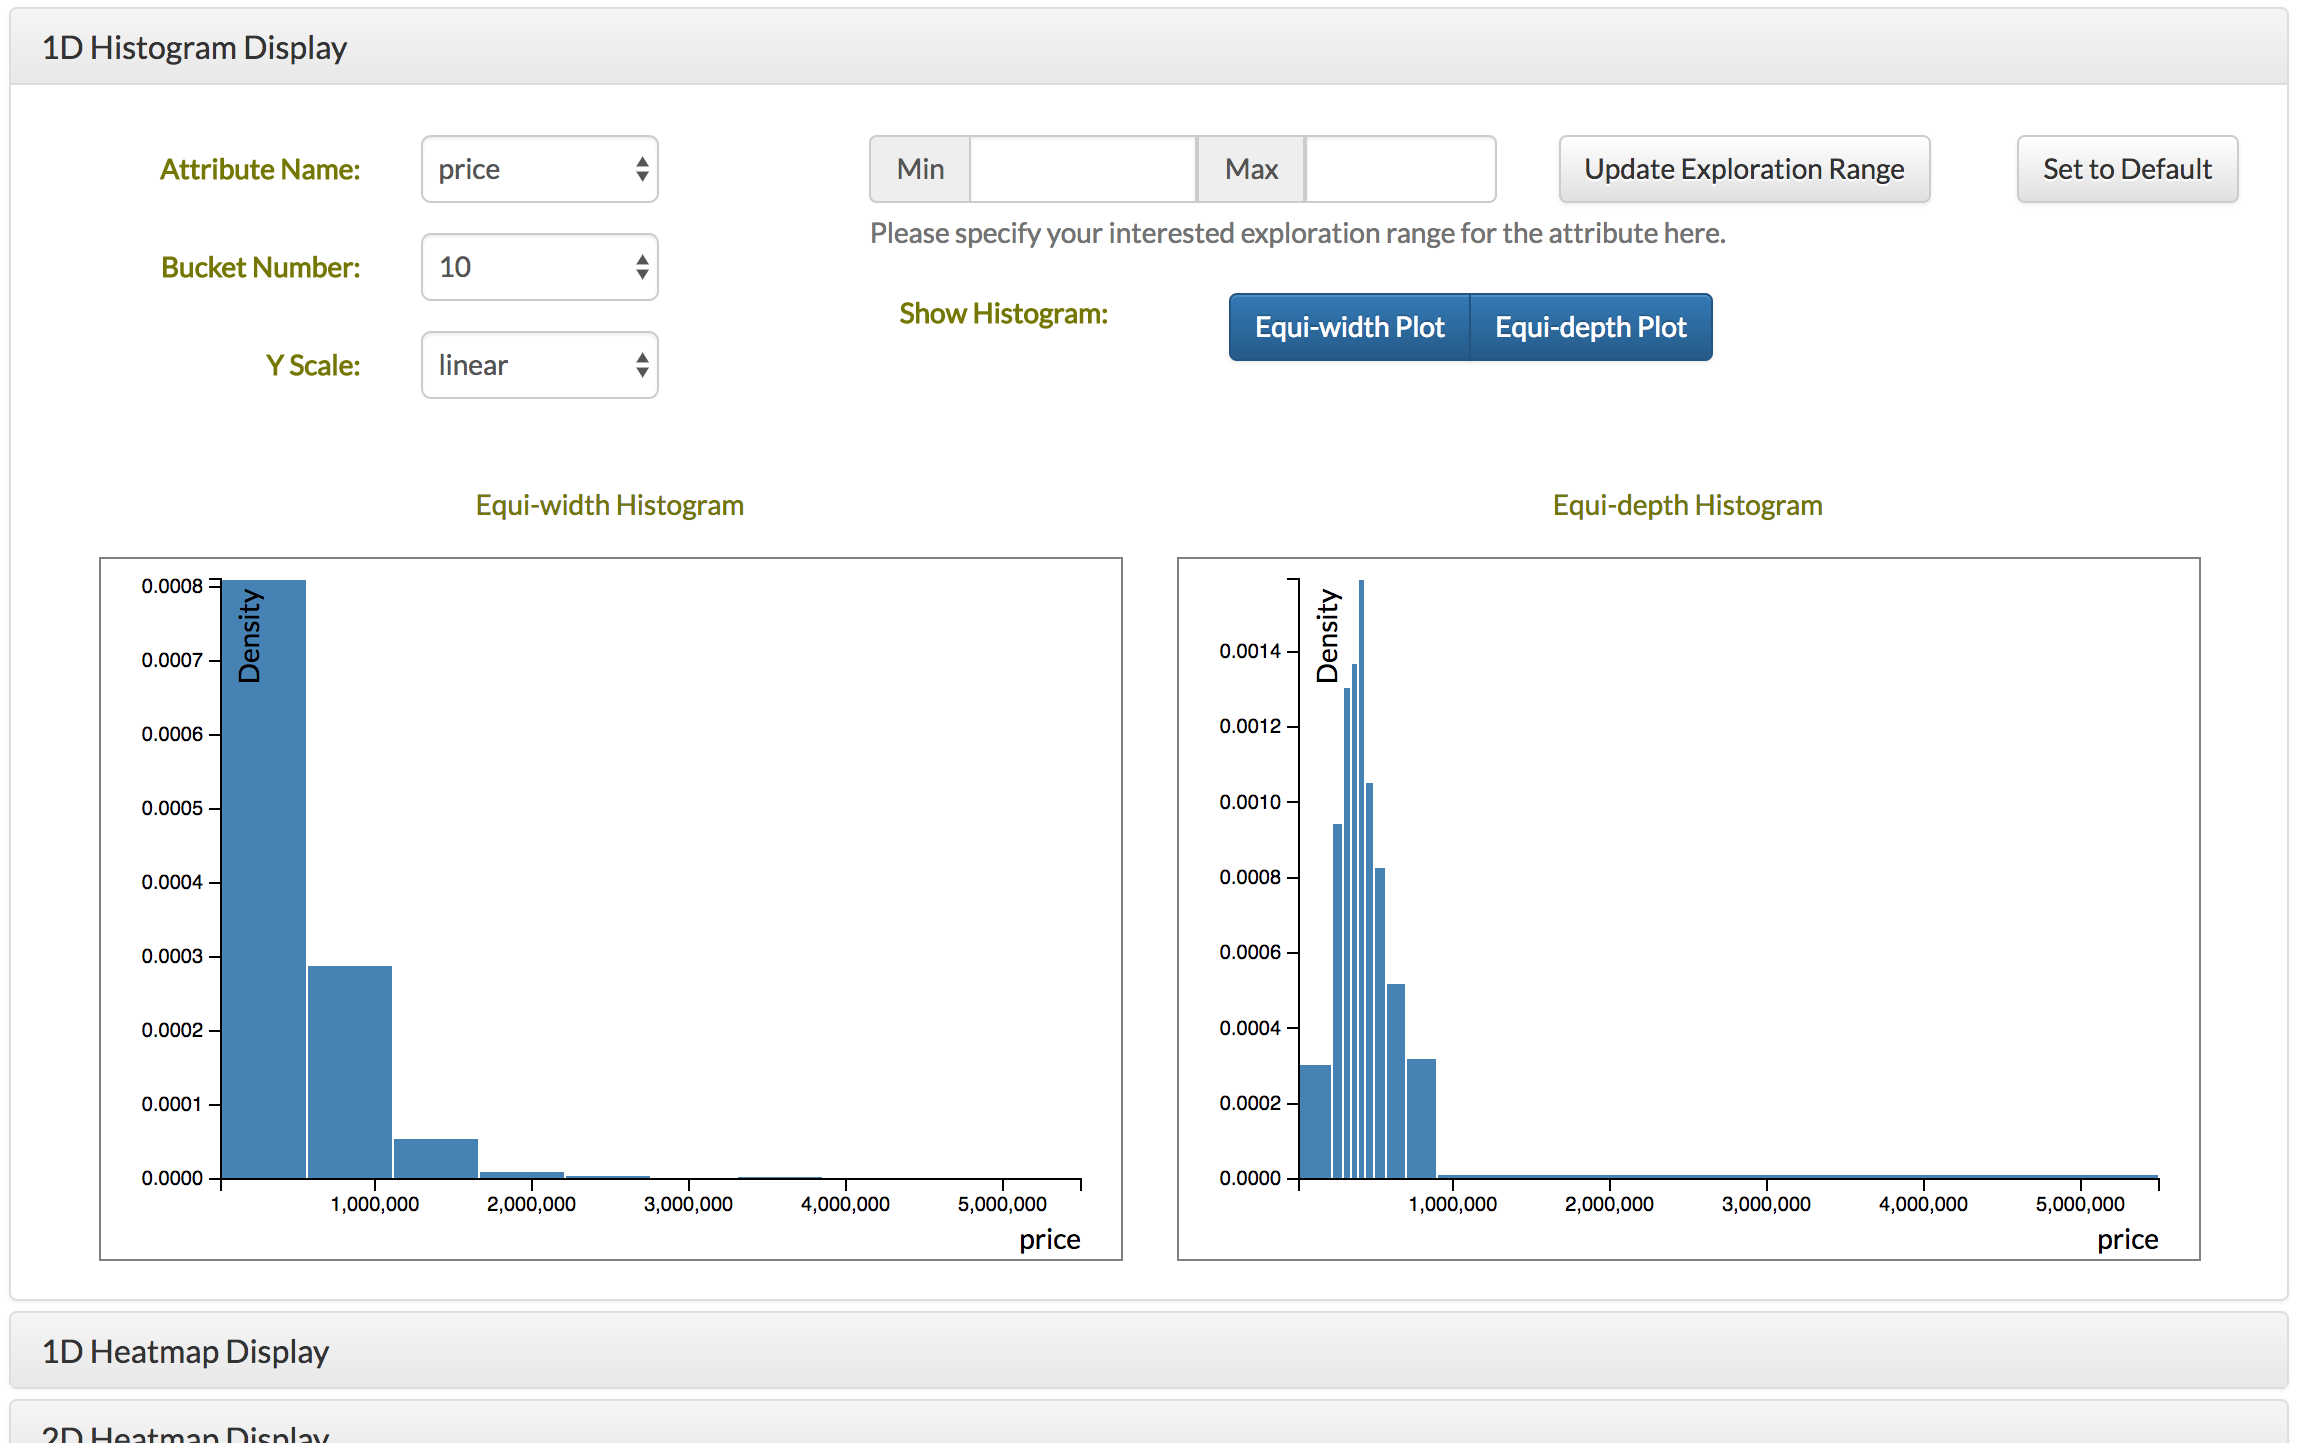 1D Histogram Display
Attribute Name: price Min Max Update Exploration Range Set to Default
Please specify your interested exploration range for the attribute here.
Bucket Number: 10
Show Histogram: Equi-width Plot Equi-depth Plot
Y Scale: linear
Equi-width Histogram
Density
0.0008
0.0007
0.0006
0.0005
0.0004
0.0003
0.0002
0.0001
0.0000
1,000,000 2,000,000 3,000,000 4,000,000 5,000,000
price
Equi-depth Histogram
Density
0.0014
0.0012
0.0010
0.0008
0.0006
0.0004
0.0002
0.0000
1,000,000 2,000,000 3,000,000 4,000,000 5,000,000
price
1D Heatmap Display
2D Heatmap Display